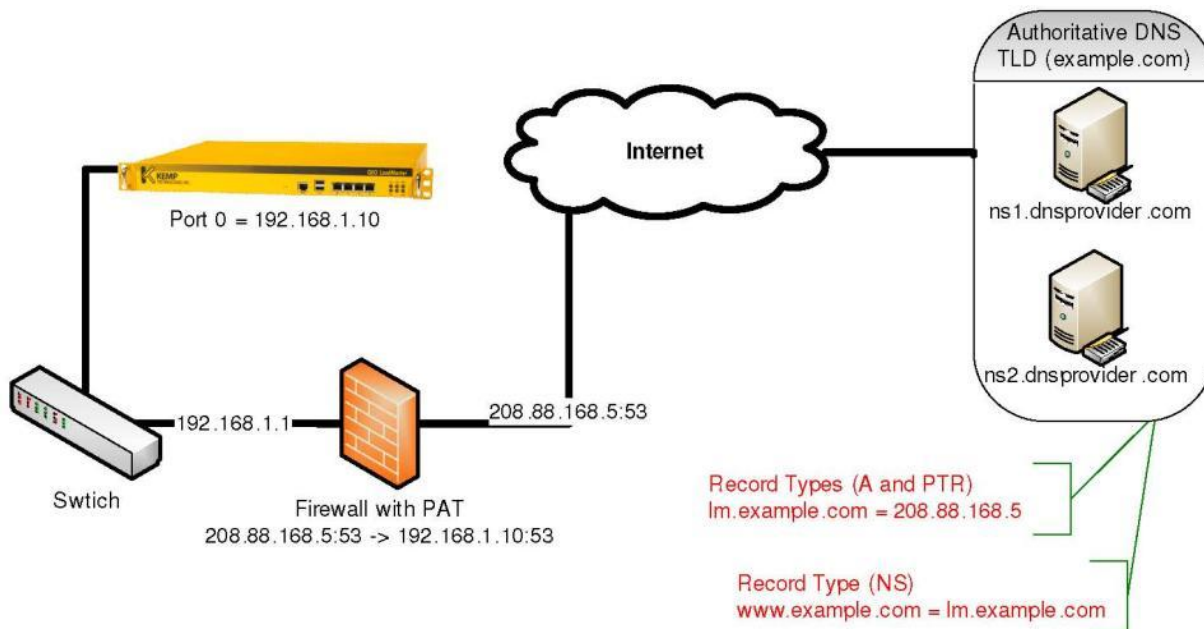 Authoritative DNS
TLD (example.com)
ns1.dnsprovider.com
ns2.dnsprovider.com
Internet
KEMP
GEO LoadMaster
Port 0 = 192.168.1.10
192.168.1.1
208.88.168.5:53
Swtich
Firewall with PAT
208.88.168.5:53 -> 192.168.1.10:53
Record Types (A and PTR)
lm.example.com = 208.88.168.5
Record Type (NS)
www.example.com = lm.example.com